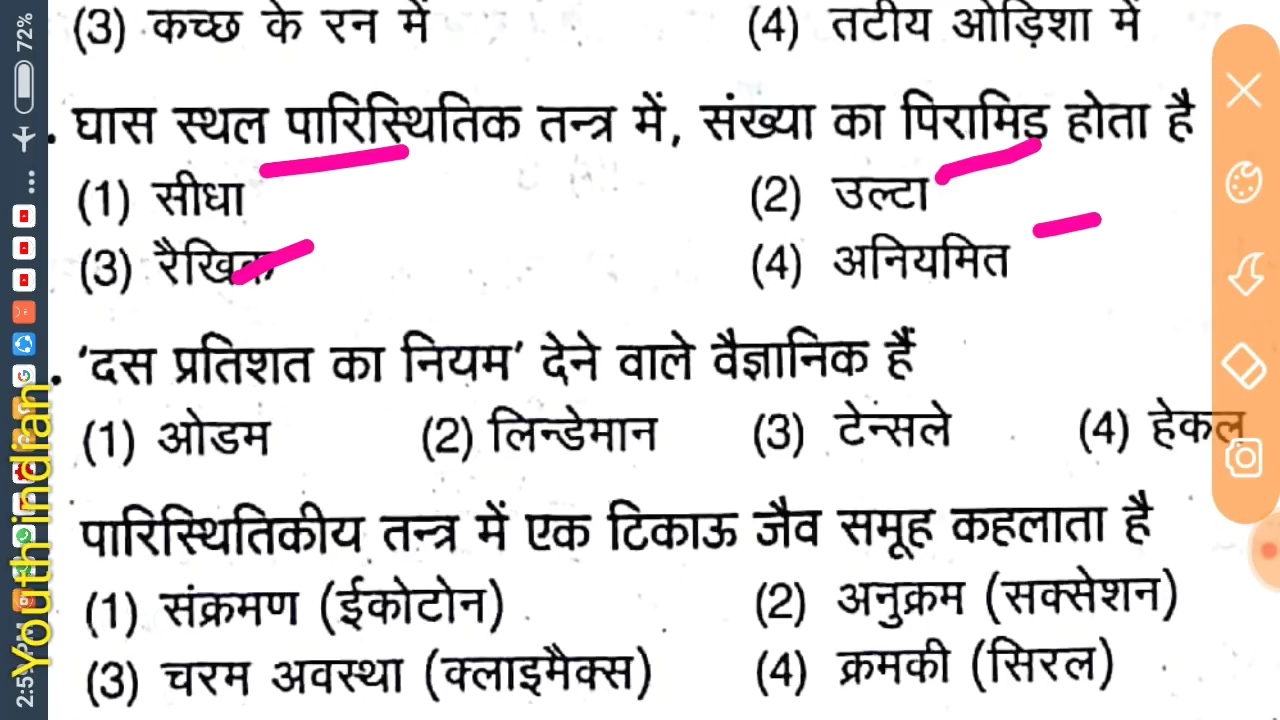 (3) कच्छ के रन में (4) तटीय ओड़िशा में
. घास स्थल पारिस्थितिक तन्त्र में, संख्या का पिरामिड होता है
(1) सीधा (2) उल्टा
(3) रैखिक (4) अनियमित
. 'दस प्रतिशत का नियम' देने वाले वैज्ञानिक हैं
(1) ओडम (2) लिन्डेमान (3) टेन्सले (4) हेकल
पारिस्थितिकीय तन्त्र में एक टिकाऊ जैव समूह कहलाता है
(1) संक्रमण (ईकोटोन) (2) अनुक्रम (सक्सेशन)
(3) चरम अवस्था (क्लाइमैक्स) (4) क्रमकी (सिरल)
72%
Youth indian